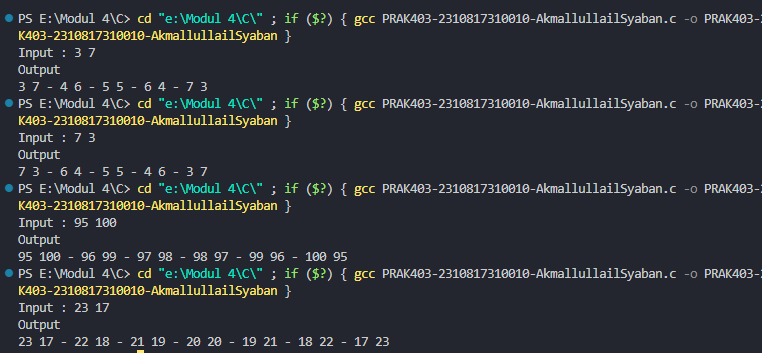 PS E:\Modul 4\C> cd "e:\Modul 4\C\" ; if ($?) { gcc PRAK403-2310817310010-AkmallullailSyaban.c -o PRAK403-2
K403-2310817310010-AkmallullailSyaban }
Input : 3 7
Output
3 7 - 4 6 - 5 5 - 6 4 - 7 3
PS E:\Modul 4\C> cd "e:\Modul 4\C\" ; if ($?) { gcc PRAK403-2310817310010-AkmallullailSyaban.c -o PRAK403-2
K403-2310817310010-AkmallullailSyaban }
Input : 7 3
Output
7 3 - 6 4 - 5 5 - 4 6 - 3 7
PS E:\Modul 4\C> cd "e:\Modul 4\C\" ; if ($?) { gcc PRAK403-2310817310010-AkmallullailSyaban.c -o PRAK403-2
K403-2310817310010-AkmallullailSyaban }
Input : 95 100
Output
95 100 - 96 99 - 97 98 - 98 97 - 99 96 - 100 95
PS E:\Modul 4\C> cd "e:\Modul 4\C\" ; if ($?) { gcc PRAK403-2310817310010-AkmallullailSyaban.c -o PRAK403-2
K403-2310817310010-AkmallullailSyaban }
Input : 23 17
Output
23 17 - 22 18 - 21 19 - 20 20 - 19 21 - 18 22 - 17 23